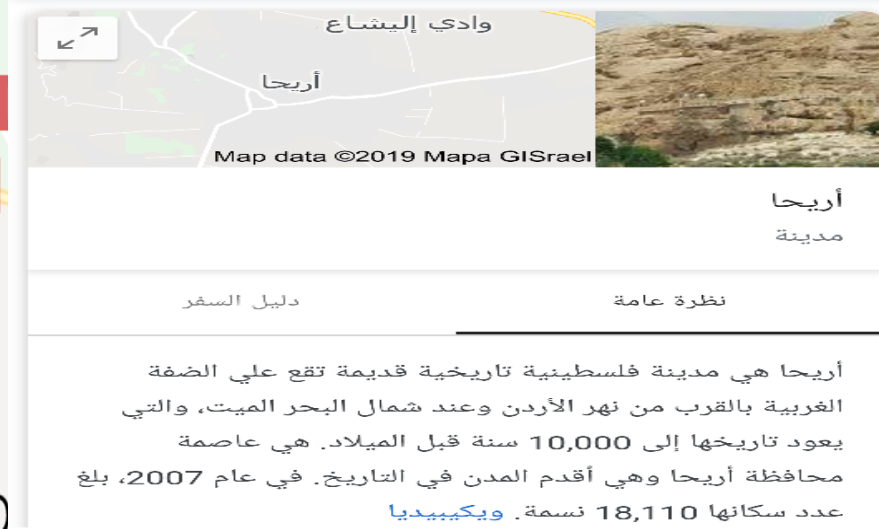 وادي إليشاع
أريحا
Map data ©2019 Mapa GISrael
أريحا
مدينة
نظرة عامة
دليل السفر
أريحا هي مدينة فلسطينية تاريخية قديمة تقع علي الضفة
الغربية بالقرب من نهر الأردن وعند شمال البحر الميت، والتي
يعود تاريخها إلى 10,000 سنة قبل الميلاد. هي عاصمة
محافظة أريحا وهي أقدم المدن في التاريخ. في عام 2007، بلغ
عدد سكانها 18,110 نسمة. ويكيبيديا